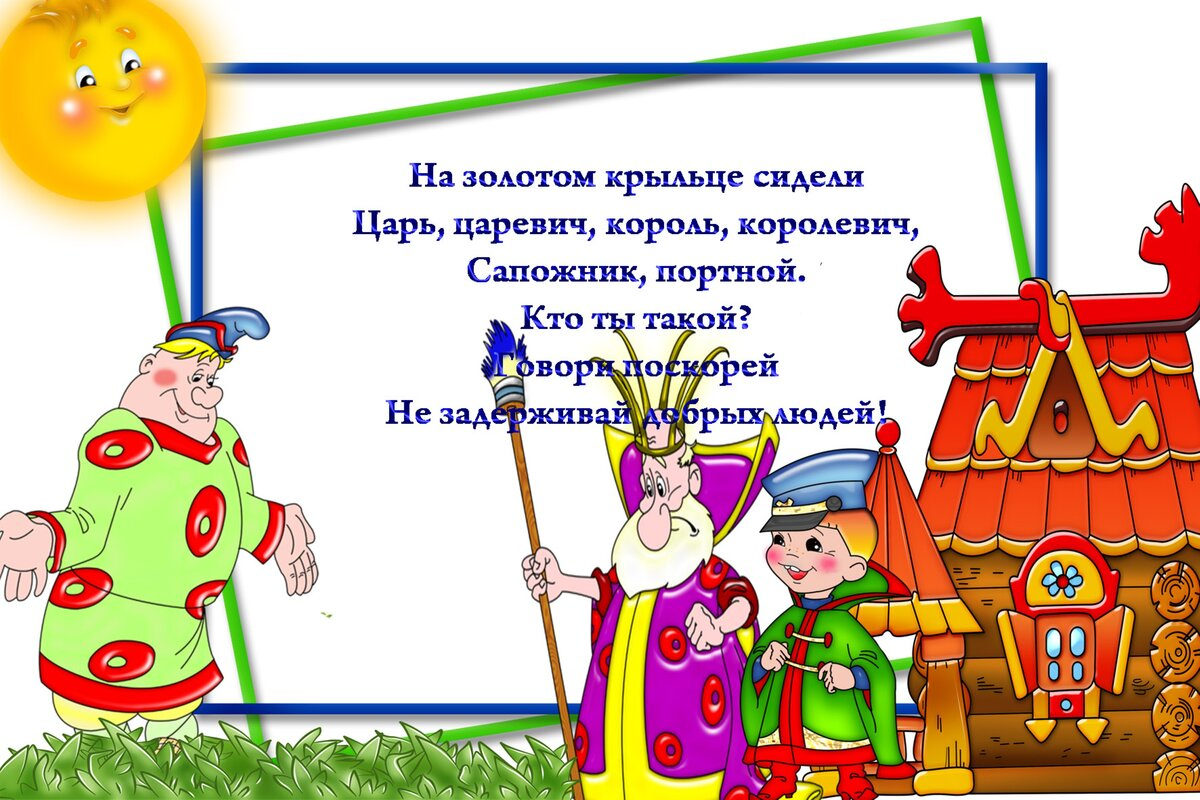 На золотом крыльце сидели
Царь, царевич, король, королевич,
Сапожник, портной.
Кто ты такой?
Говори поскорей
Не задерживай добрых людей!